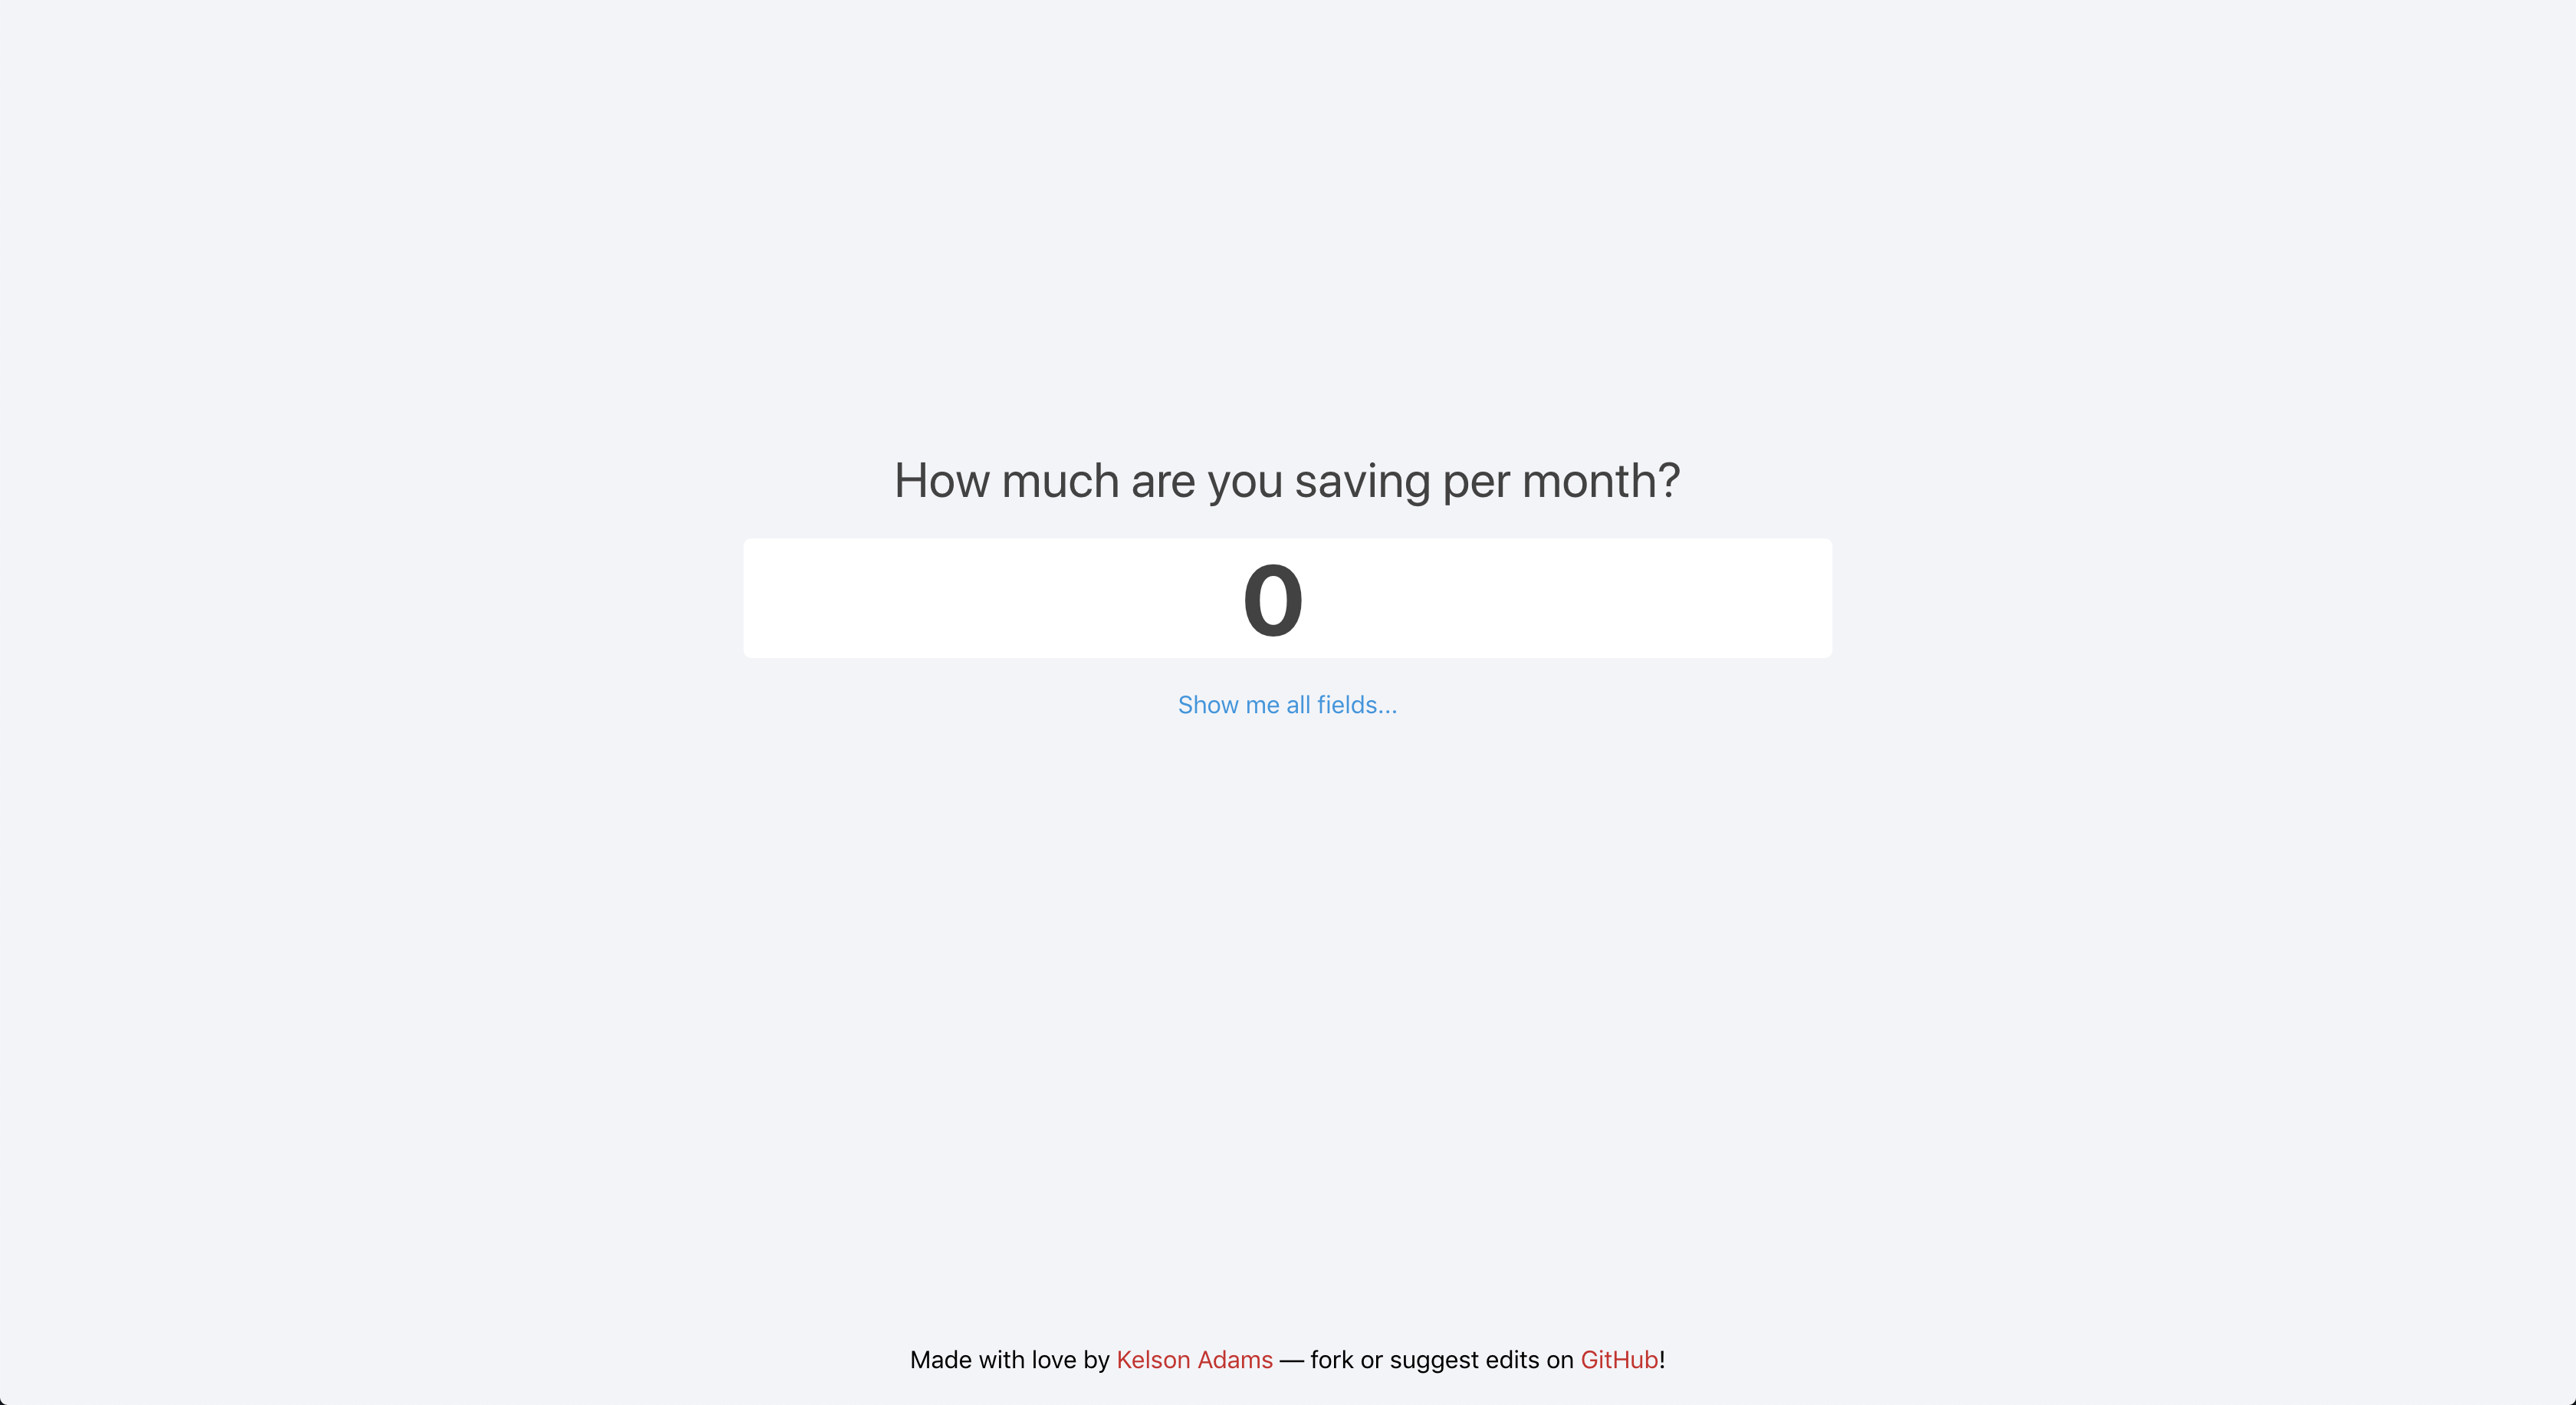 How much are you saving per month?
0
Show me all fields...
Made with love by Kelson Adams — fork or suggest edits on GitHub!